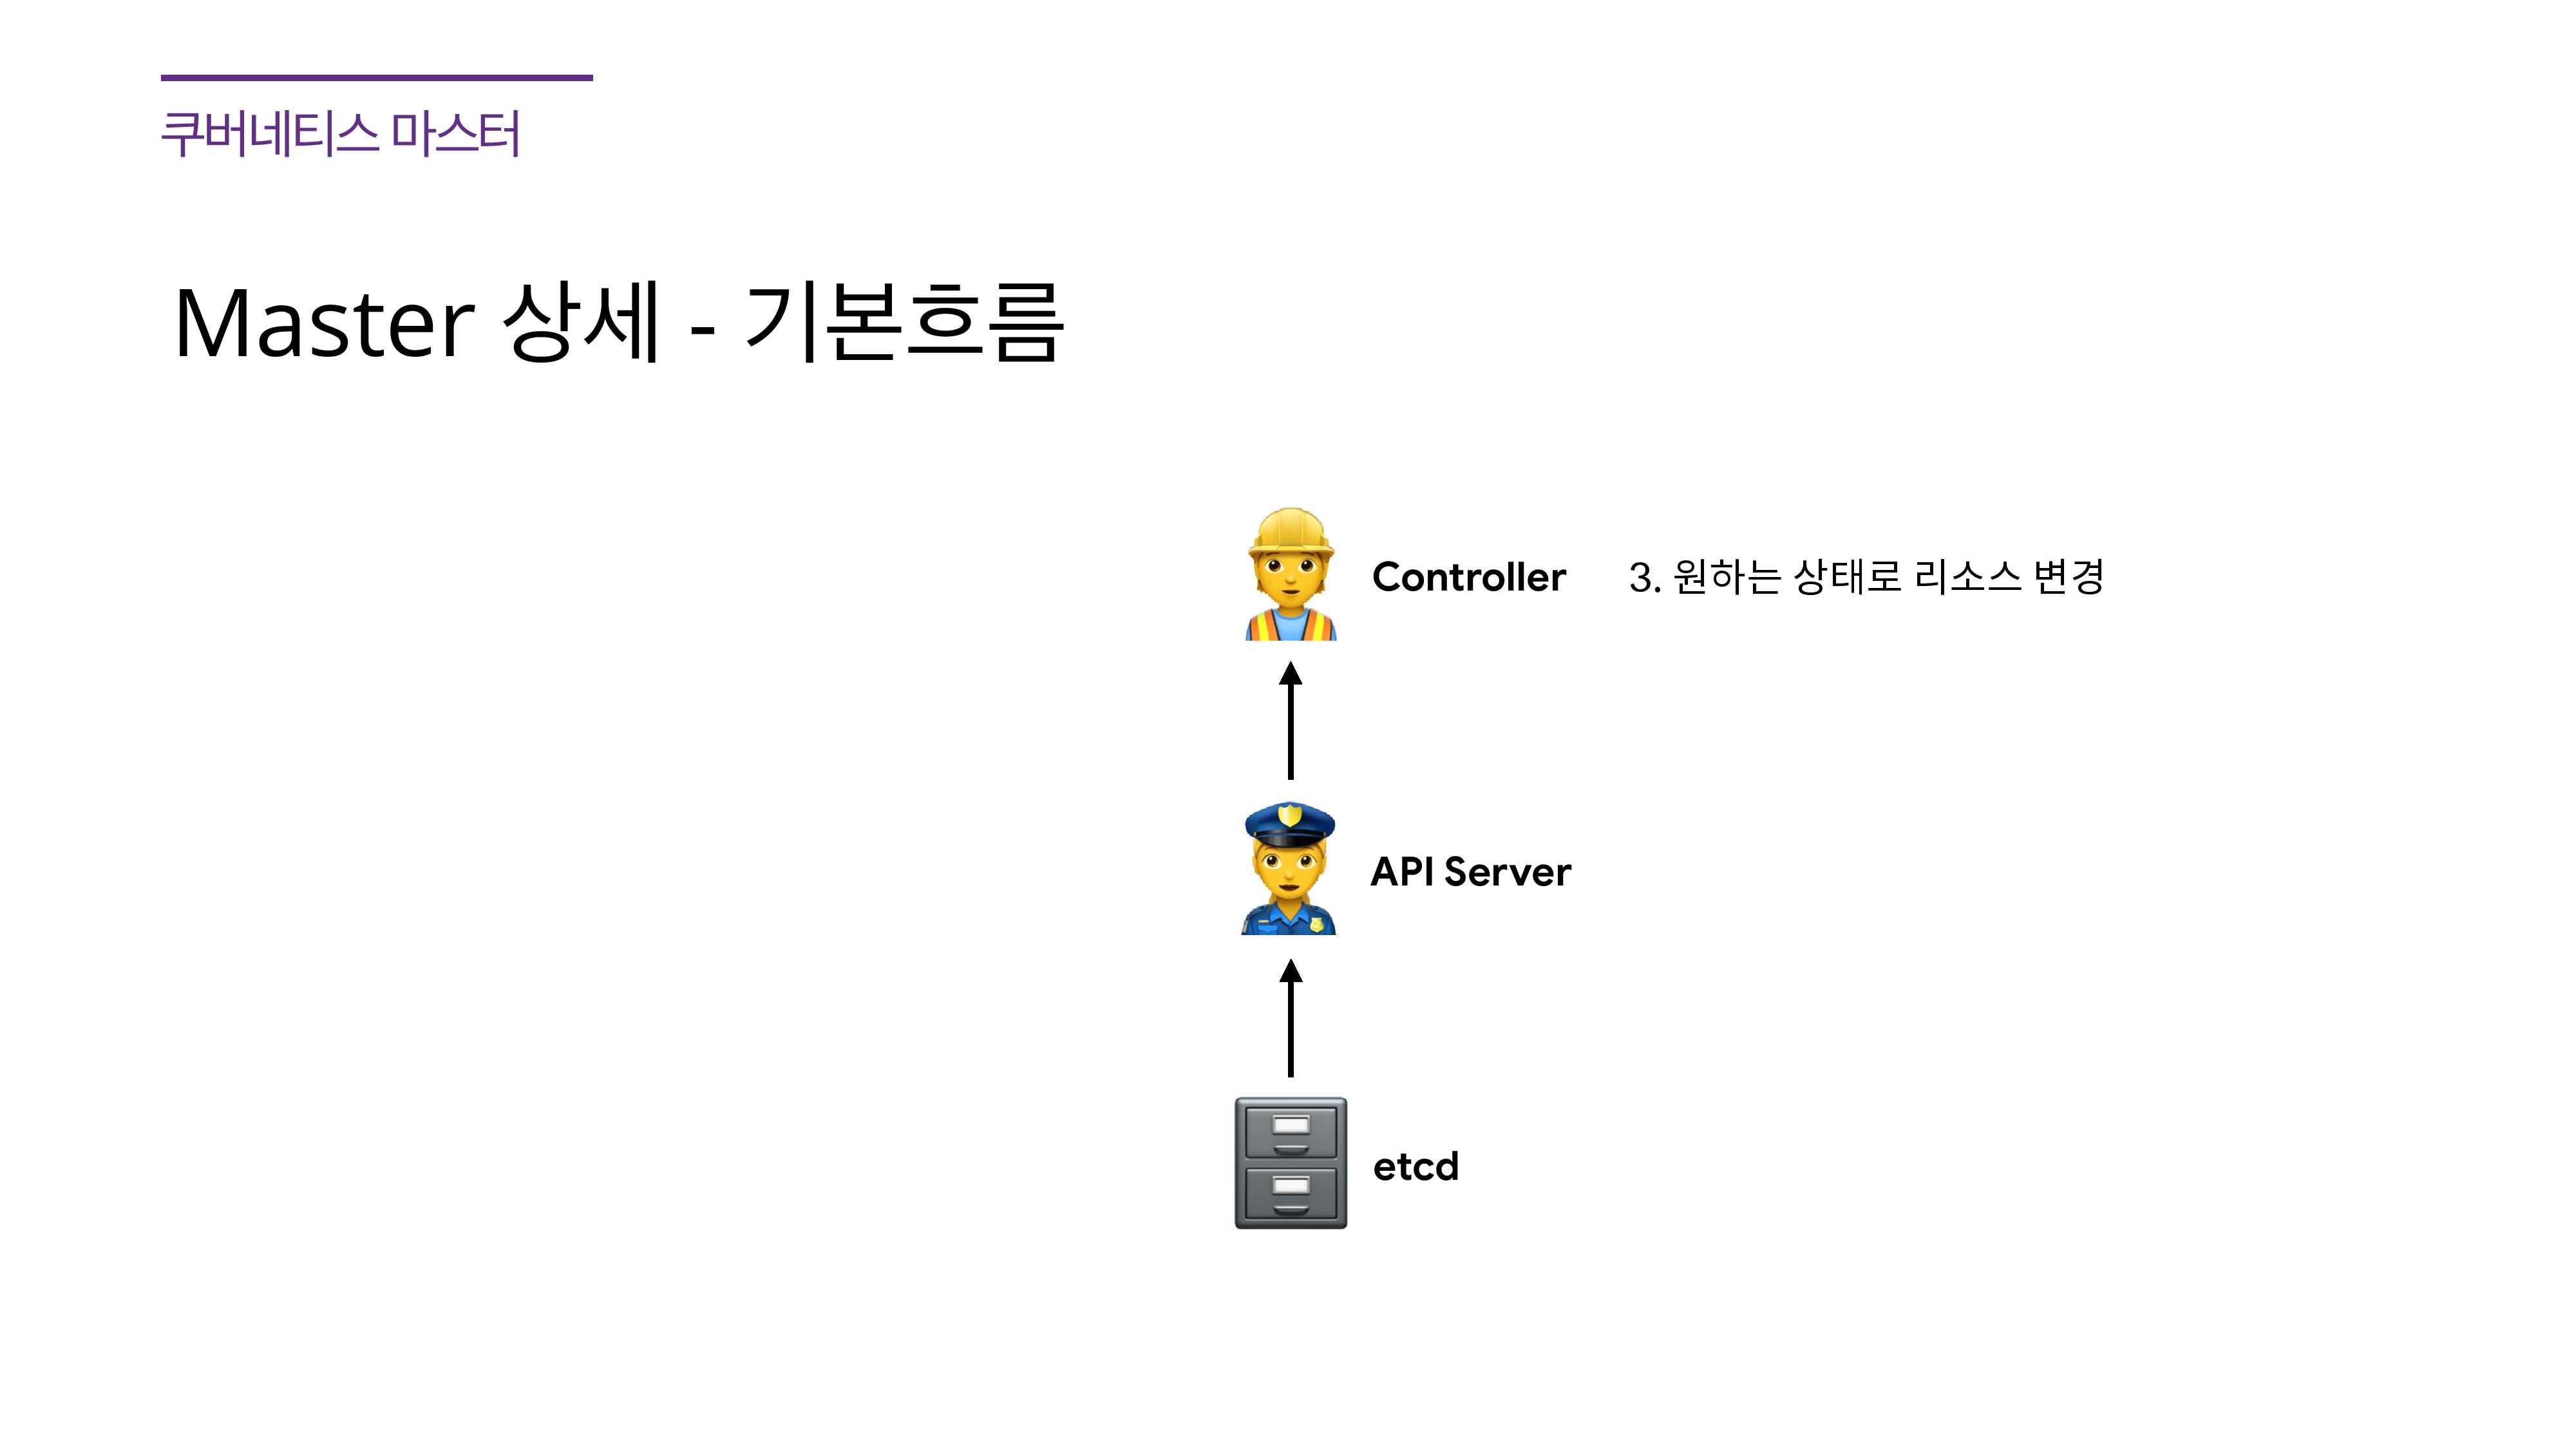 쿠버네티스 마스터
Master 상세 - 기본흐름
Controller 3. 원하는 상태로 리소스 변경
API Server
etcd